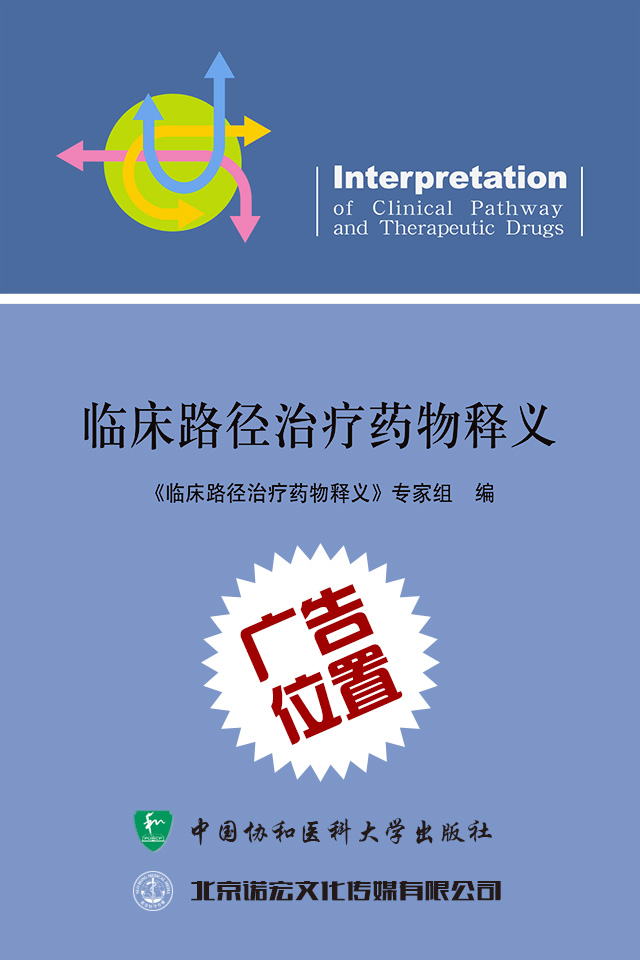 Interpretation
of Clinical Pathway
and Therapeutic Drugs
临床路径治疗药物释义
《临床路径治疗药物释义》专家组 编
广告
位置
中国协和医科大学出版社
北京诺宏文化传媒有限公司